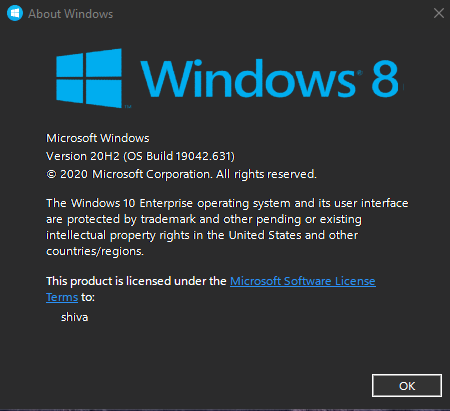 About Windows
Windows 8
Microsoft Windows
Version 20H2 (OS Build 19042.631)
© 2020 Microsoft Corporation. All rights reserved.
The Windows 10 Enterprise operating system and its user interface
are protected by trademark and other pending or existing
intellectual property rights in the United States and other
countries/regions.
This product is licensed under the Microsoft Software License
Terms to:
shiva
OK